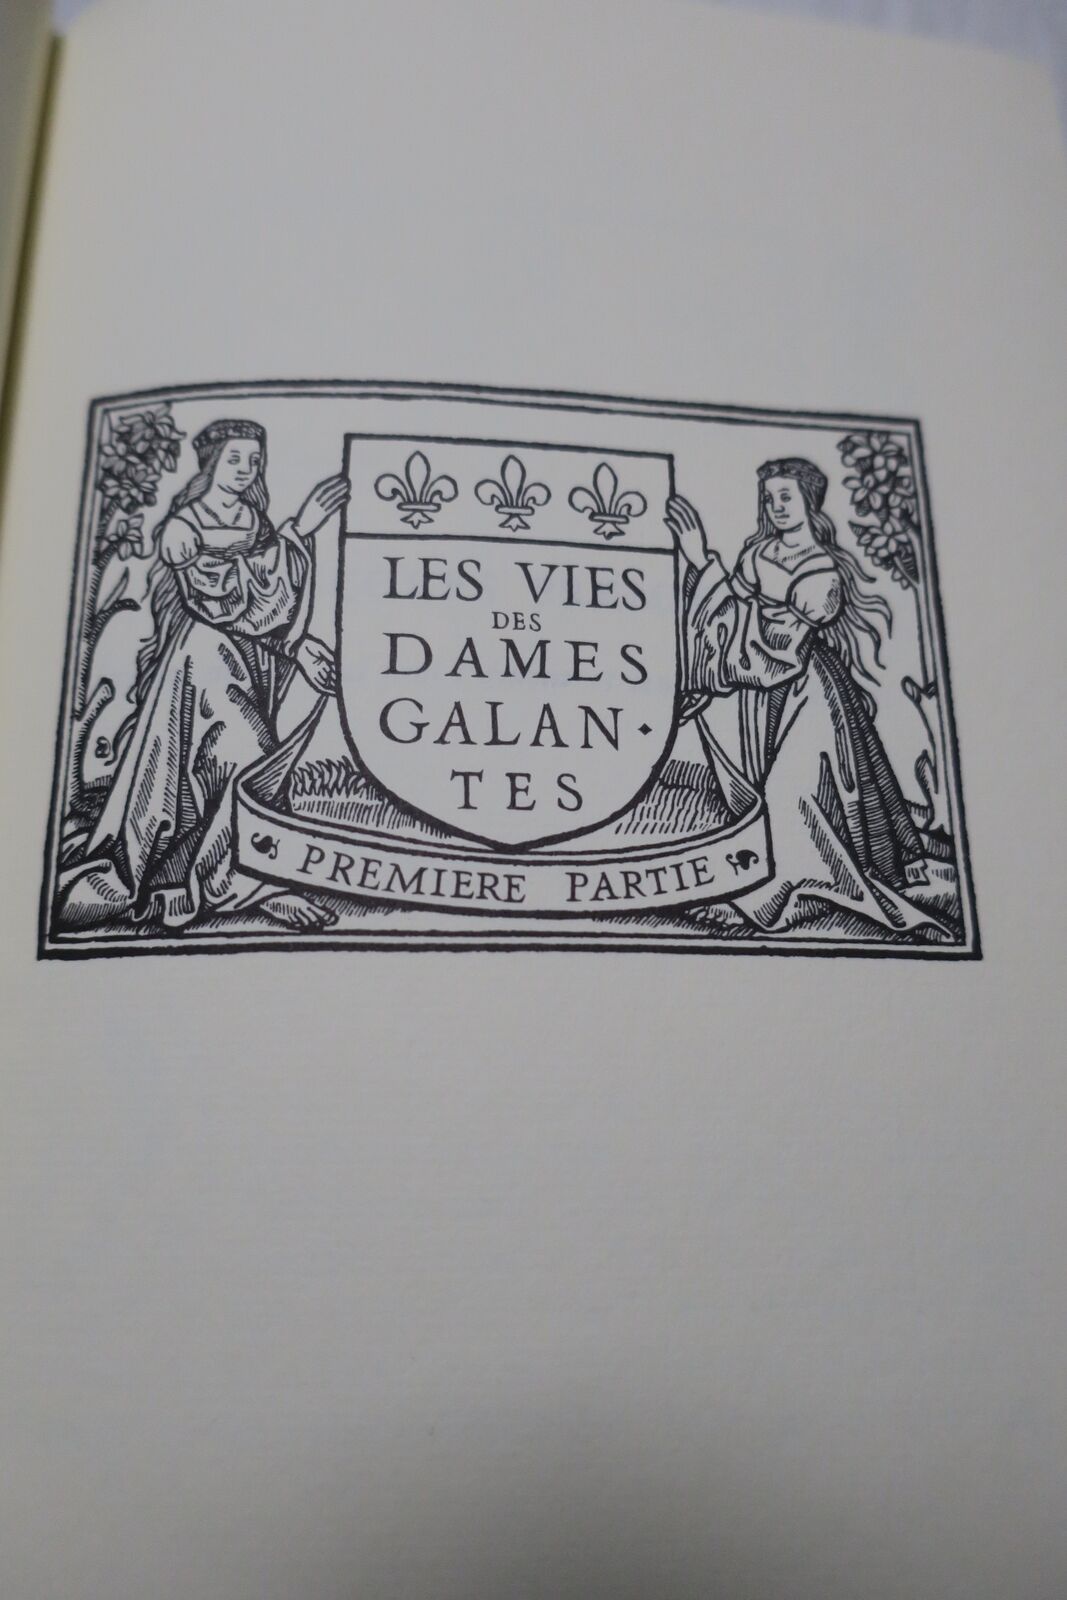 LES VIES
DES
DAMES
GALAN·
TES
PREMIERE PARTIE